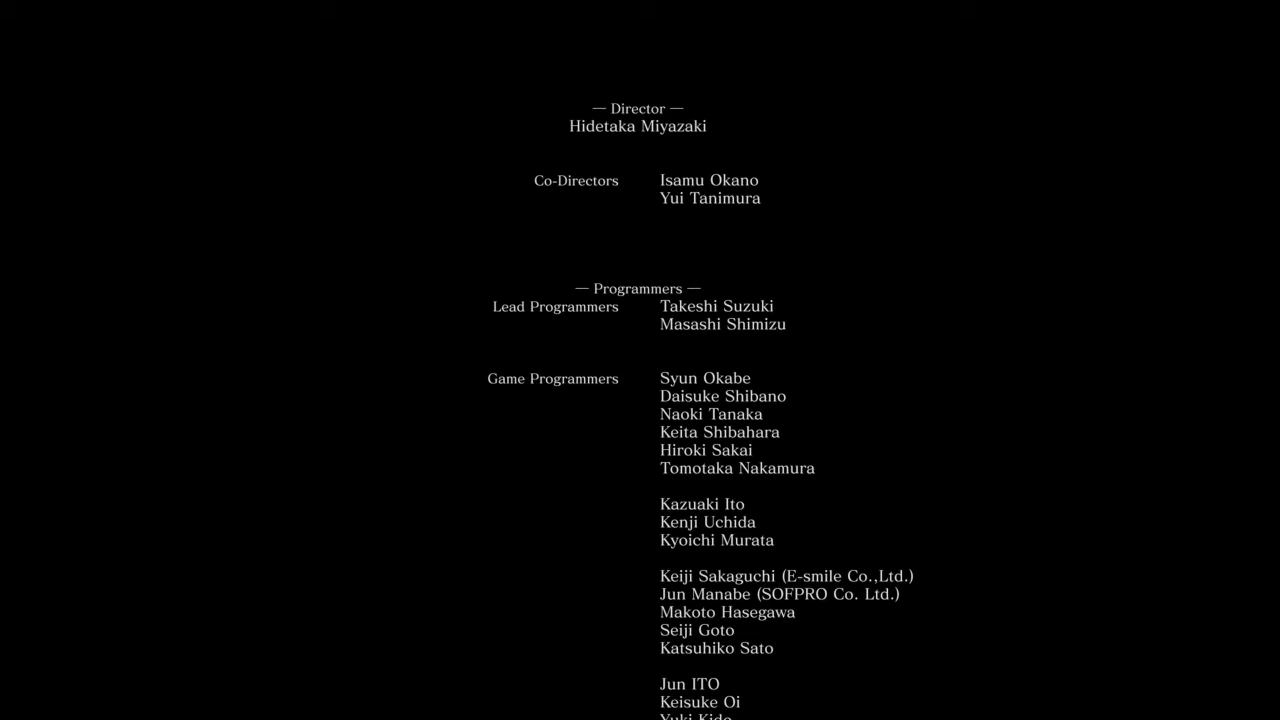 — Director —
Hidetaka Miyazaki
Co-Directors Isamu Okano
Yui Tanimura
— Programmers —
Lead Programmers Takeshi Suzuki
Masashi Shimizu
Game Programmers Syun Okabe
Daisuke Shibano
Naoki Tanaka
Keita Shibahara
Hiroki Sakai
Tomotaka Nakamura
Kazuaki Ito
Kenji Uchida
Kyoichi Murata
Keiji Sakaguchi (E-smile Co.,Ltd.)
Jun Manabe (SOFPRO Co. Ltd.)
Makoto Hasegawa
Seiji Goto
Katsuhiko Sato
Jun ITO
Keisuke Oi
Yuki Kido